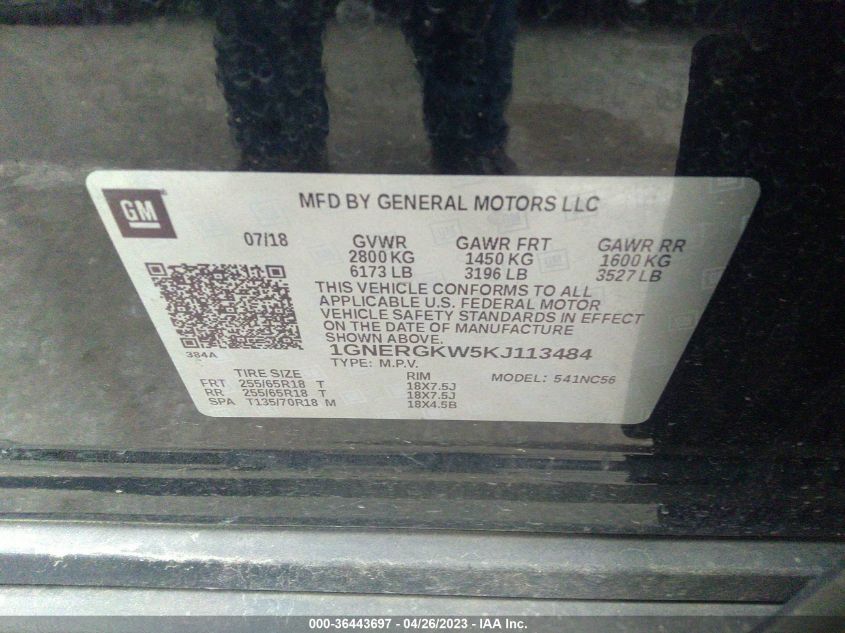 GM
MFD BY GENERAL MOTORS LLC
07/18 GVWR GAWR FRT GAWR RR
2800 KG 1450 KG 1600 KG
6173 LB 3196 LB 3527 LB
THIS VEHICLE CONFORMS TO ALL
APPLICABLE U.S. FEDERAL MOTOR
VEHICLE SAFETY STANDARDS IN EFFECT
ON THE DATE OF MANUFACTURE
SHOWN ABOVE.
384A 1GNERGKW5KJ113484
TYPE: M.P.V. MODEL: 541NC56
TIRE SIZE RIM
FRT 255/65R18 T 18X7.5J
RR 255/65R18 T 18X7.5J
SPA T135/70R18 M 18X4.5B
000-36443697 - 04/26/2023 - IAA Inc.